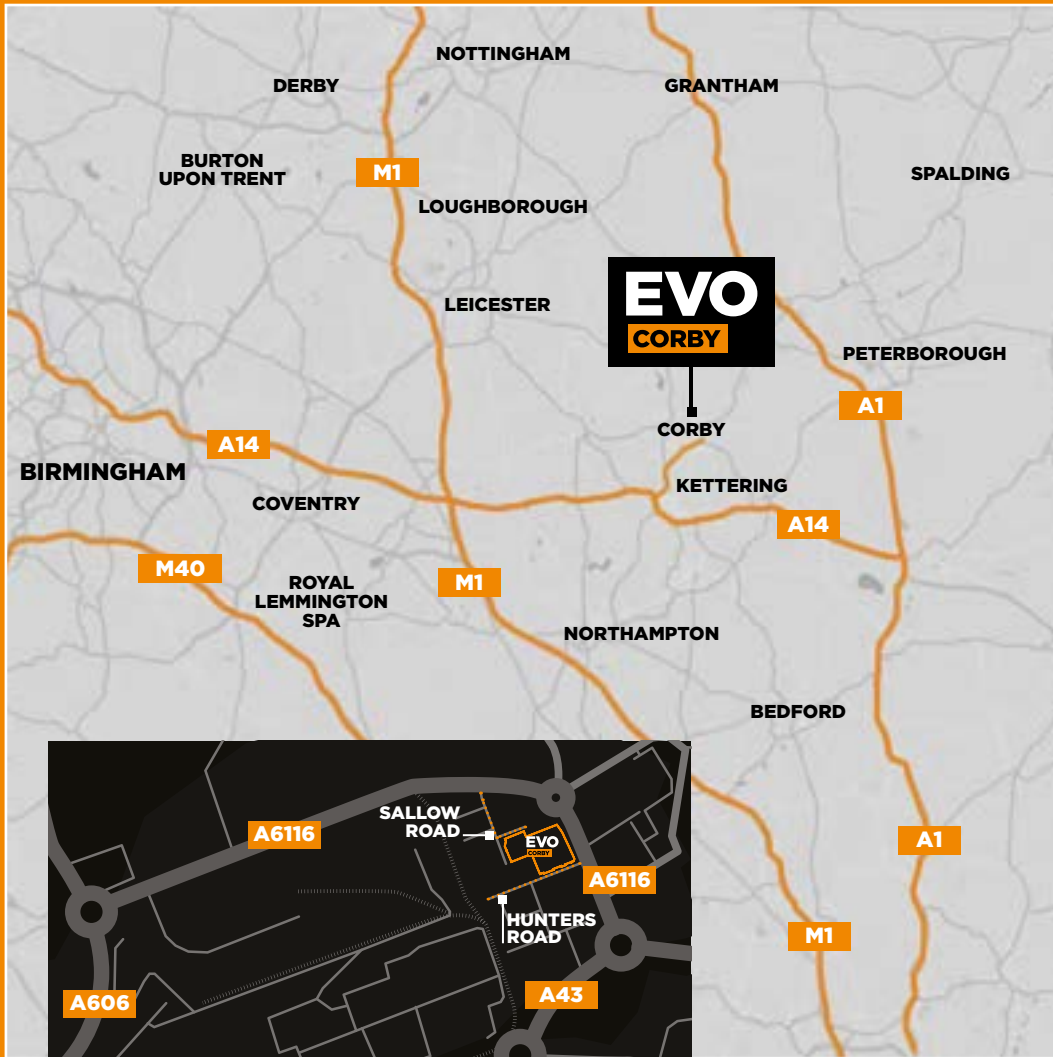 NOTTINGHAM
DERBY
GRANTHAM
BURTON
UPON TRENT
M1
SPALDING
LOUGHBOROUGH
EVO
CORBY
LEICESTER
PETERBOROUGH
A1
CORBY
A14
BIRMINGHAM
KETTERING
COVENTRY
A14
M40
ROYAL
LEMMINGTON
SPA
M1
NORTHAMPTON
BEDFORD
SALLOW
ROAD
A6116
EVO
CORBY
A6116
HUNTERS
ROAD
A606
A43
A1
M1